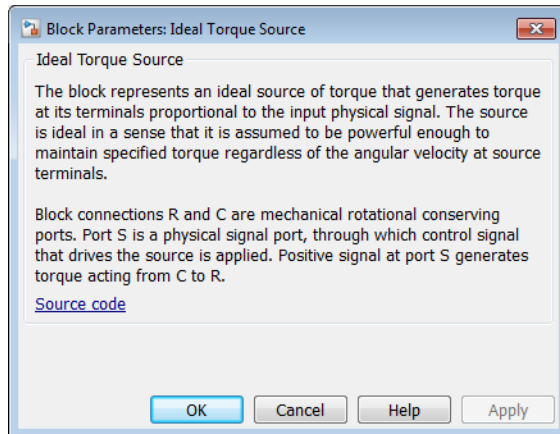 Block Parameters: Ideal Torque Source
Ideal Torque Source
The block represents an ideal source of torque that generates torque
at its terminals proportional to the input physical signal. The source
is ideal in a sense that it is assumed to be powerful enough to
maintain specified torque regardless of the angular velocity at source
terminals.
Block connections R and C are mechanical rotational conserving
ports. Port S is a physical signal port, through which control signal
that drives the source is applied. Positive signal at port S generates
torque acting from C to R.
Source code
OK Cancel Help Apply